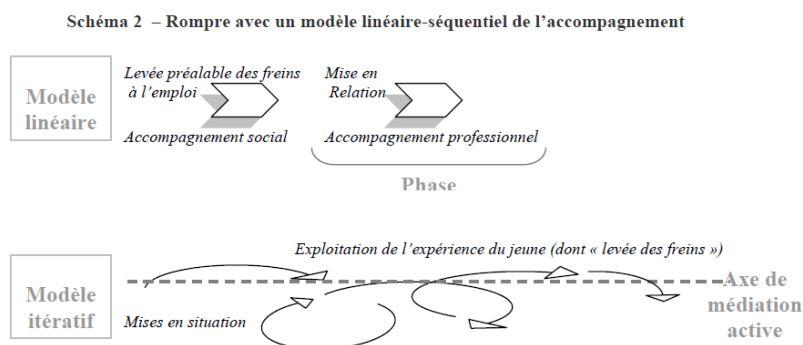 Schéma 2 – Rompre avec un modèle linéaire-séquentiel de l’accompagnement
Modèle
linéaire
Levée préalable des freins
à l’emploi
Accompagnement social
Mise en
Relation
Accompagnement professionnel
Phase
Exploitation de l’expérience du jeune (dont « levée des freins »)
Modèle
itératif
Mises en situation
Axe de
médiation
active